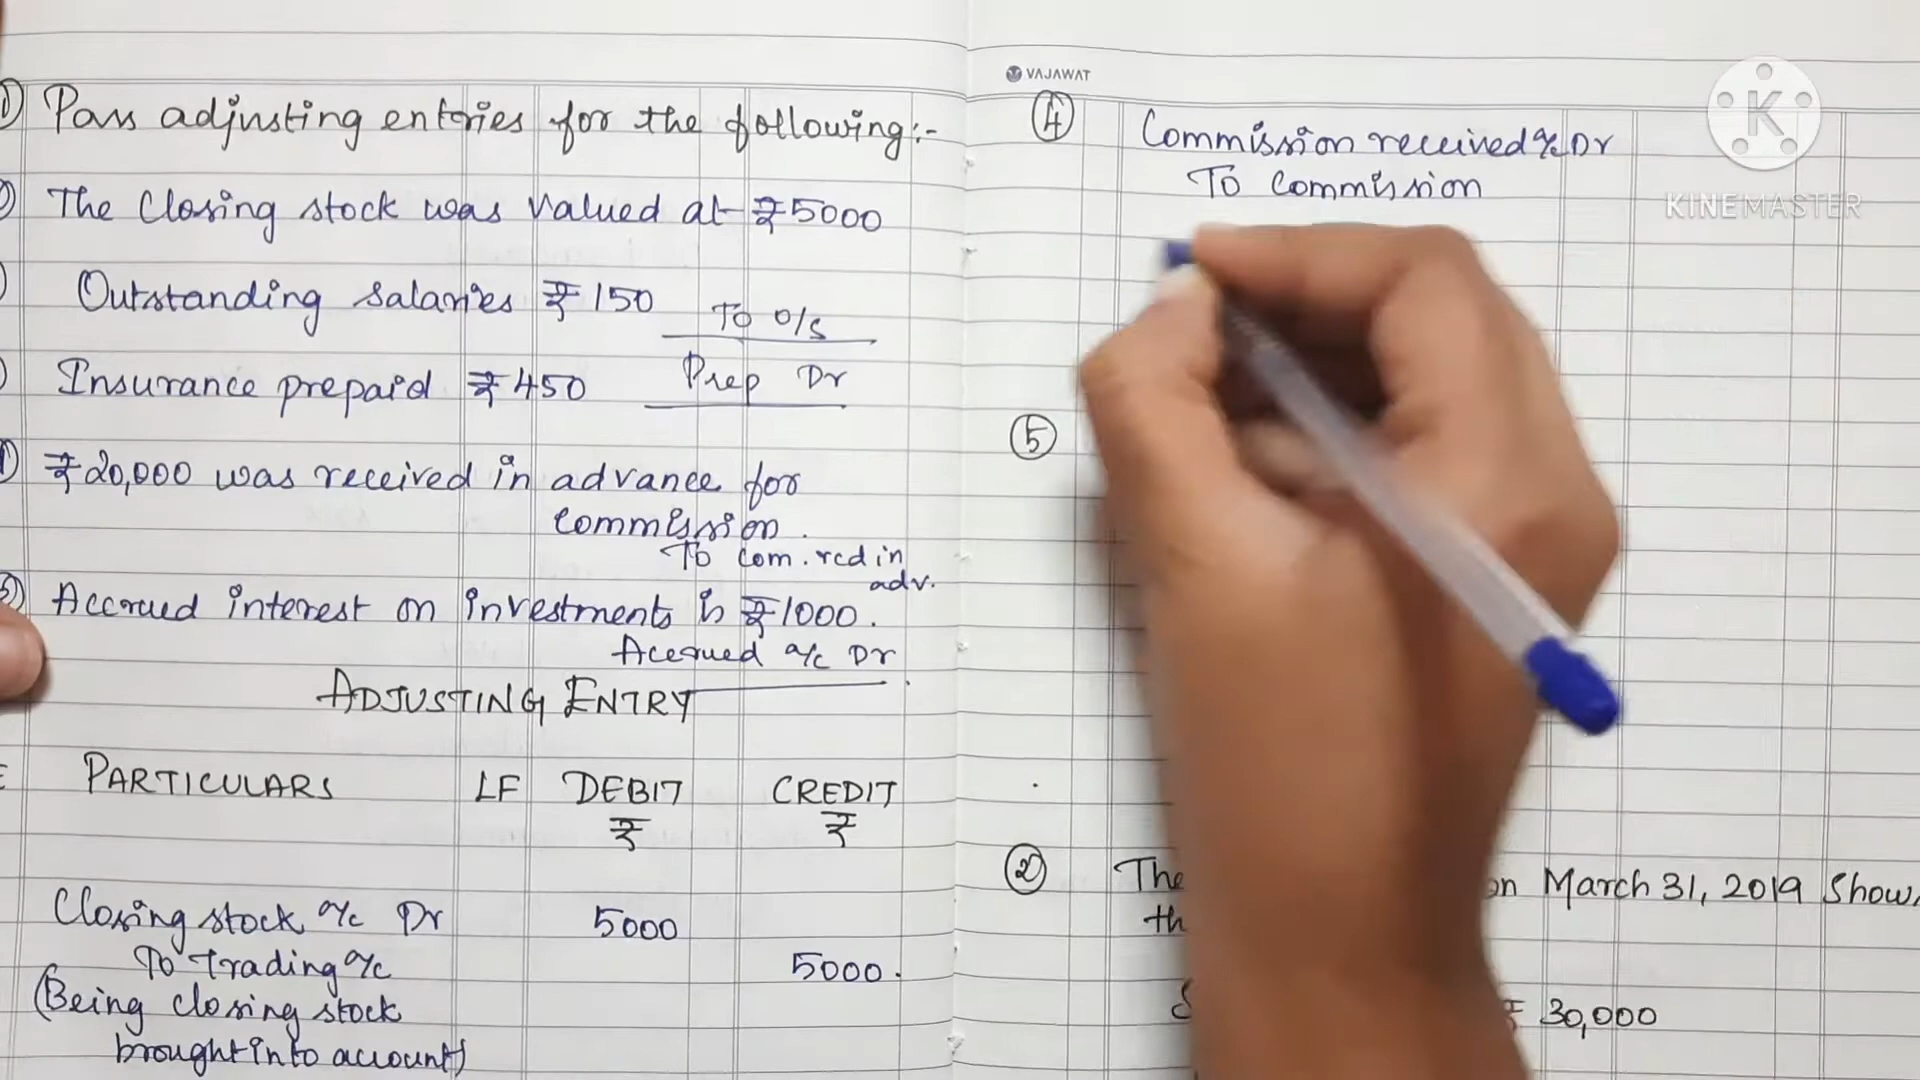 ① Pass adjusting entries for the following:-
The Closing stock was valued at ₹5000
Outstanding salaries ₹ 150
To o/s
Insurance prepaid ₹ 450
Prep Dr
₹20,000 was received in advance for
commission.
To com. rcd in
adv.
Accrued interest on investments is ₹1000.
Accrued a/c Dr
ADJUSTING ENTRY
PARTICULARS LF DEBIT CREDIT
₹ ₹
Closing stock a/c Dr 5000
To trading a/c 5000.
(Being closing stock
brought into account)
VAJAWAT
④ Commission received a/c Dr
To commission
⑤
② The on March 31, 2019 Show
th
₹ 30,000
K
KINEMASTER